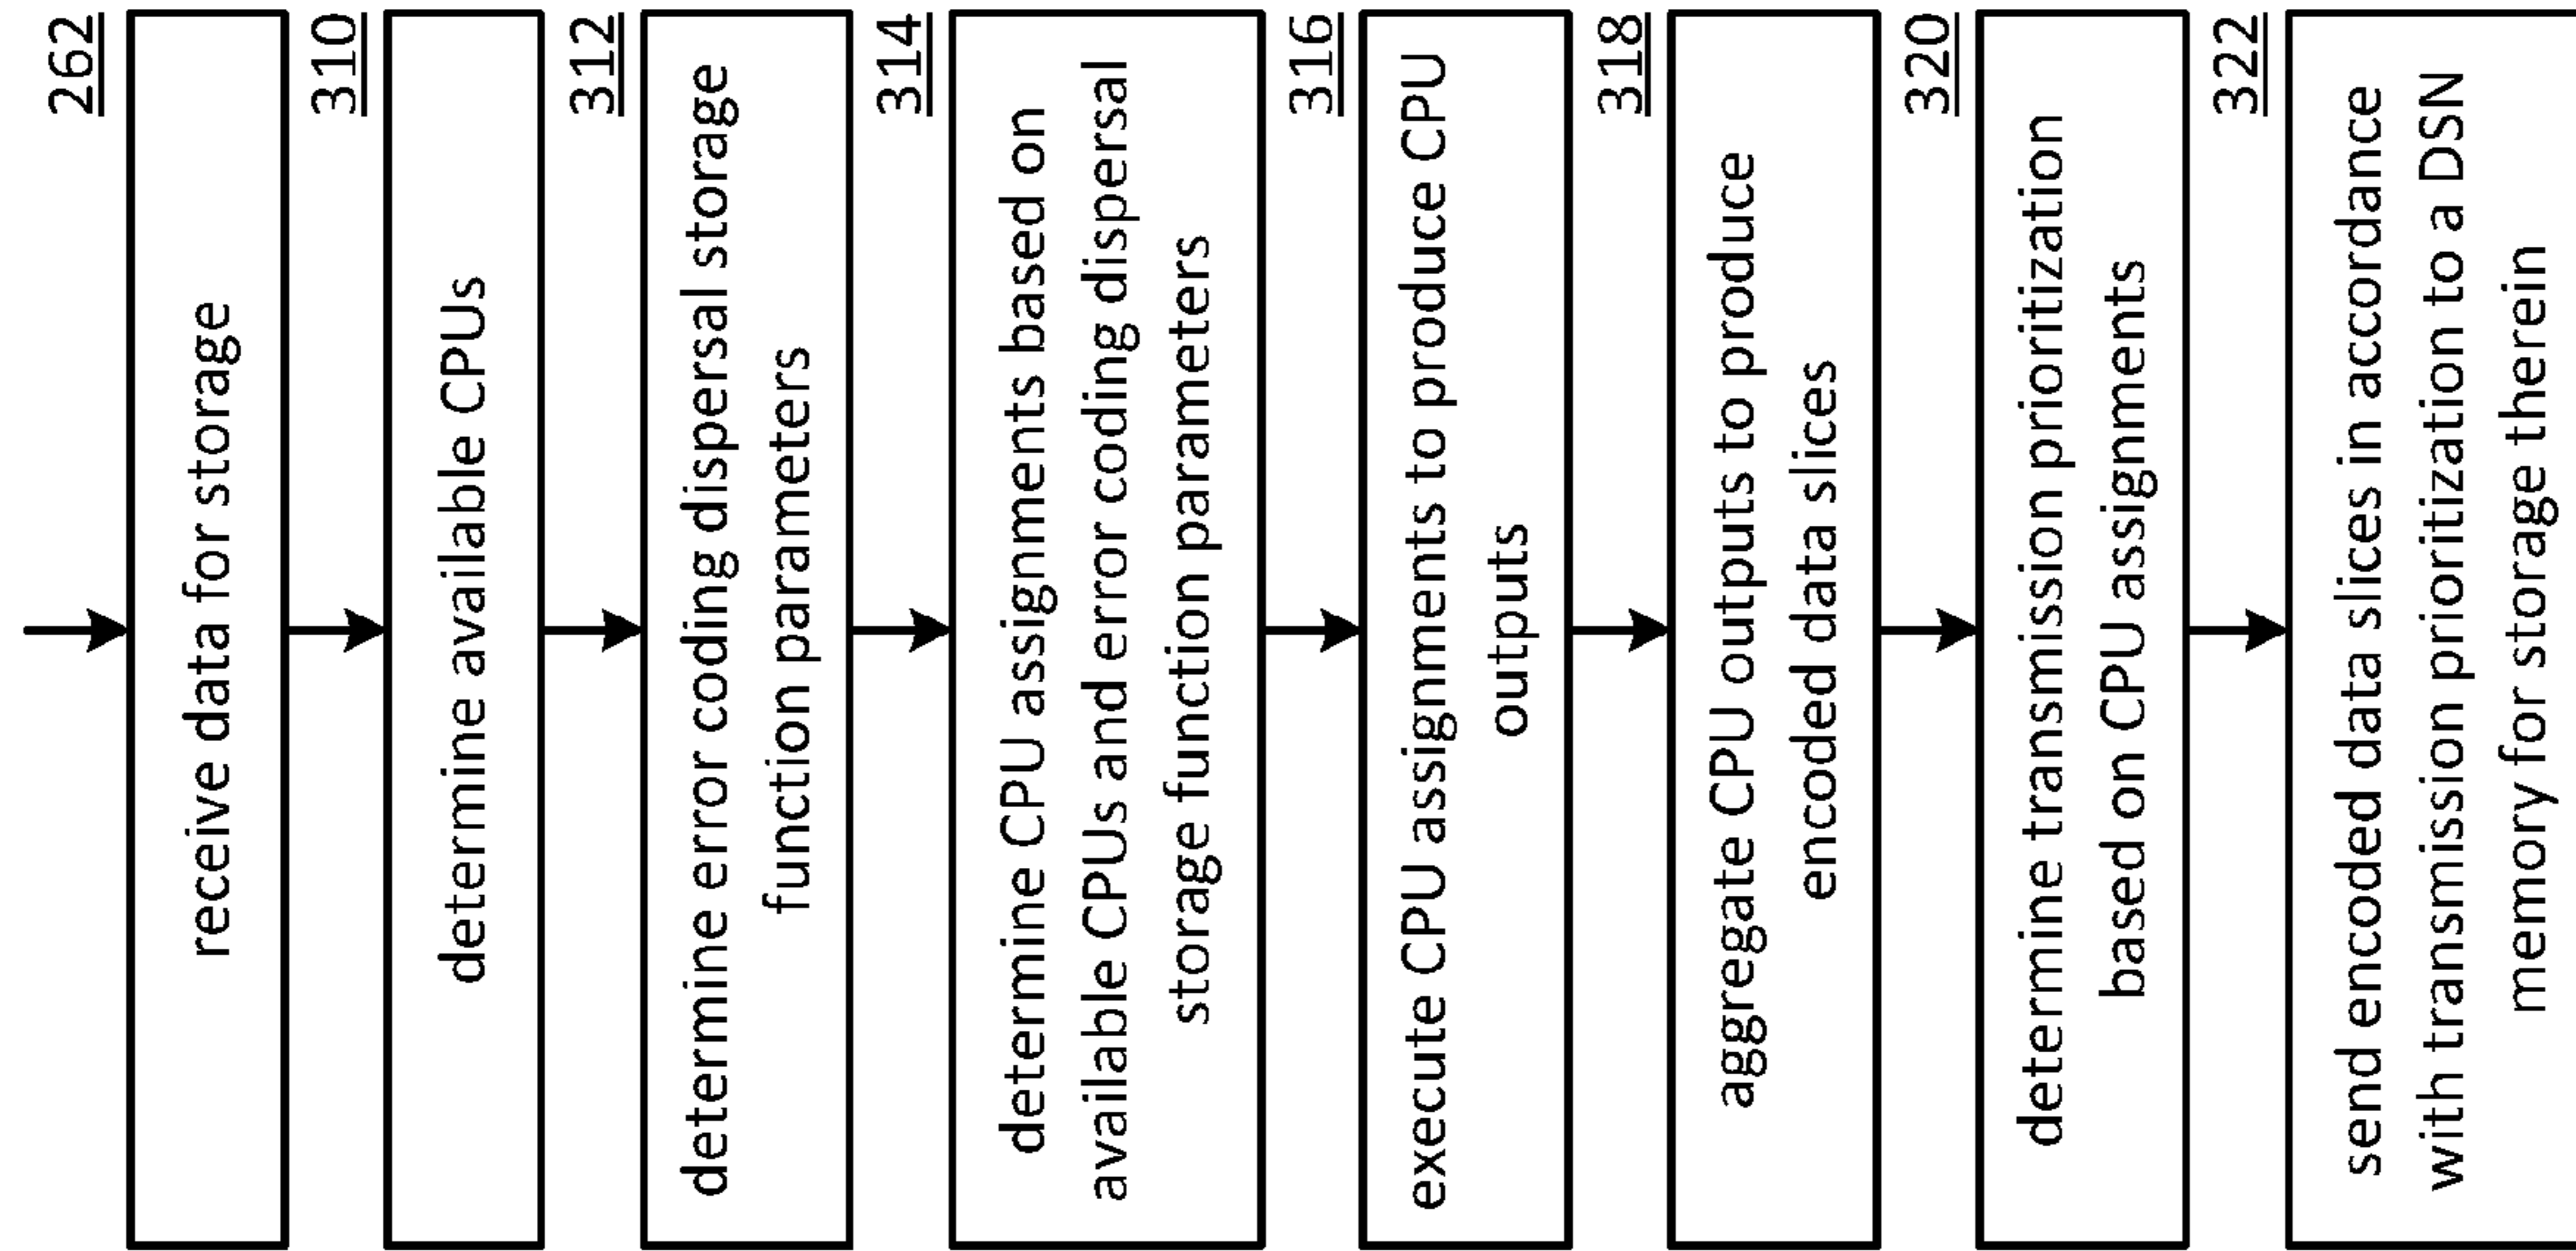 262
receive data for storage
310
determine available CPUs
312
determine error coding dispersal storage
function parameters
314
determine CPU assignments based on
available CPUs and error coding dispersal
storage function parameters
316
execute CPU assignments to produce CPU
outputs
318
aggregate CPU outputs to produce
encoded data slices
320
determine transmission prioritization
based on CPU assignments
322
send encoded data slices in accordance
with transmission prioritization to a DSN
memory for storage therein